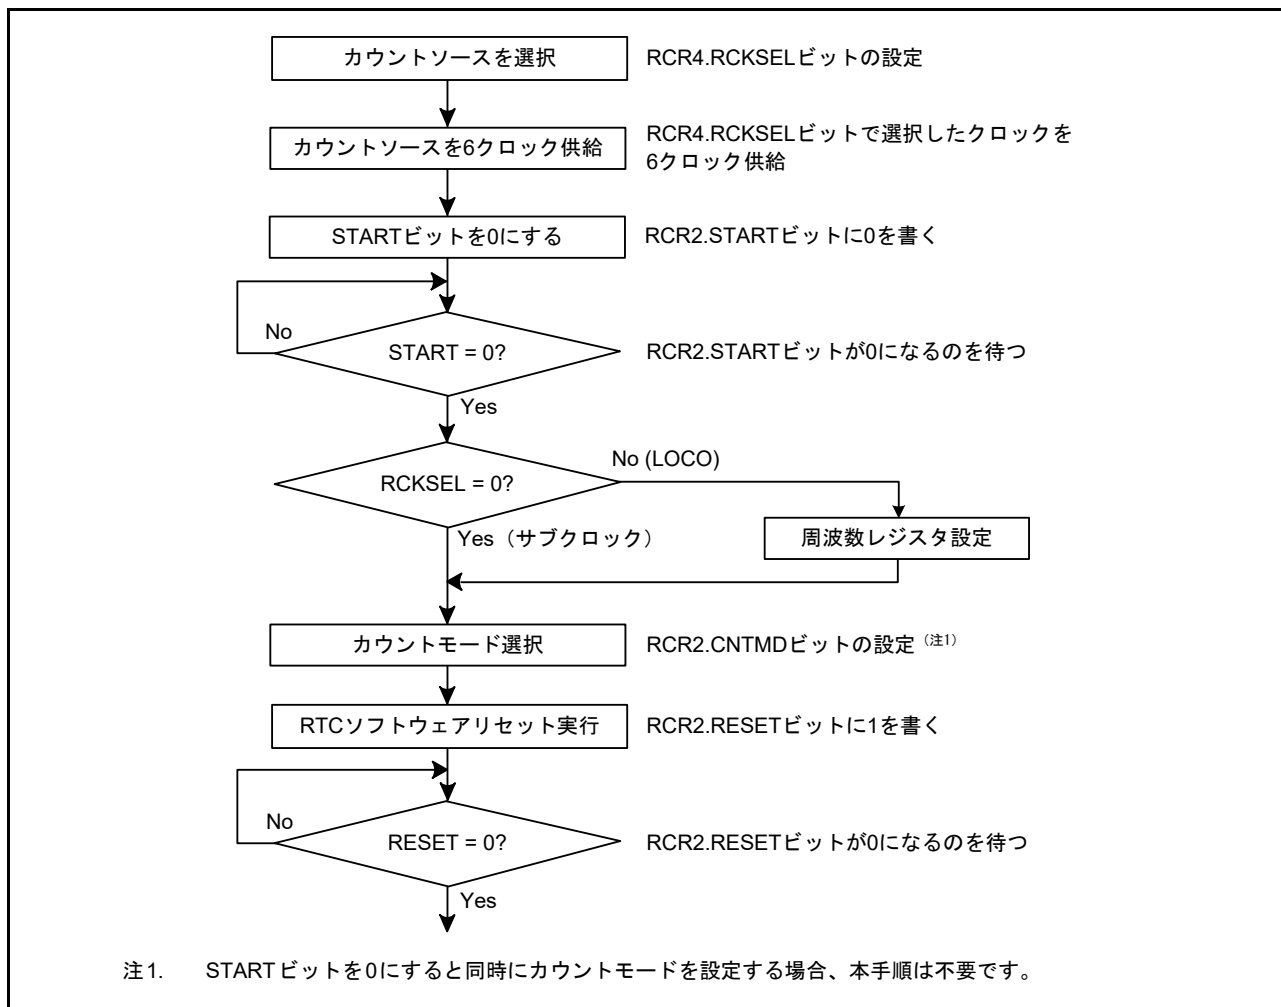 カウントソースを選択
RCR4.RCKSELビットの設定
カウントソースを6クロック供給
RCR4.RCKSELビットで選択したクロックを
6クロック供給
STARTビットを0にする
RCR2.STARTビットに0を書く
No
START = 0?
RCR2.STARTビットが0になるのを待つ
Yes
No (LOCO)
RCKSEL = 0?
Yes（サブクロック）
周波数レジスタ設定
カウントモード選択
RCR2.CNTMDビットの設定（注1）
RTCソフトウェアリセット実行
RCR2.RESETビットに1を書く
No
RESET = 0?
RCR2.RESETビットが0になるのを待つ
Yes
注1. STARTビットを0にすると同時にカウントモードを設定する場合、本手順は不要です。